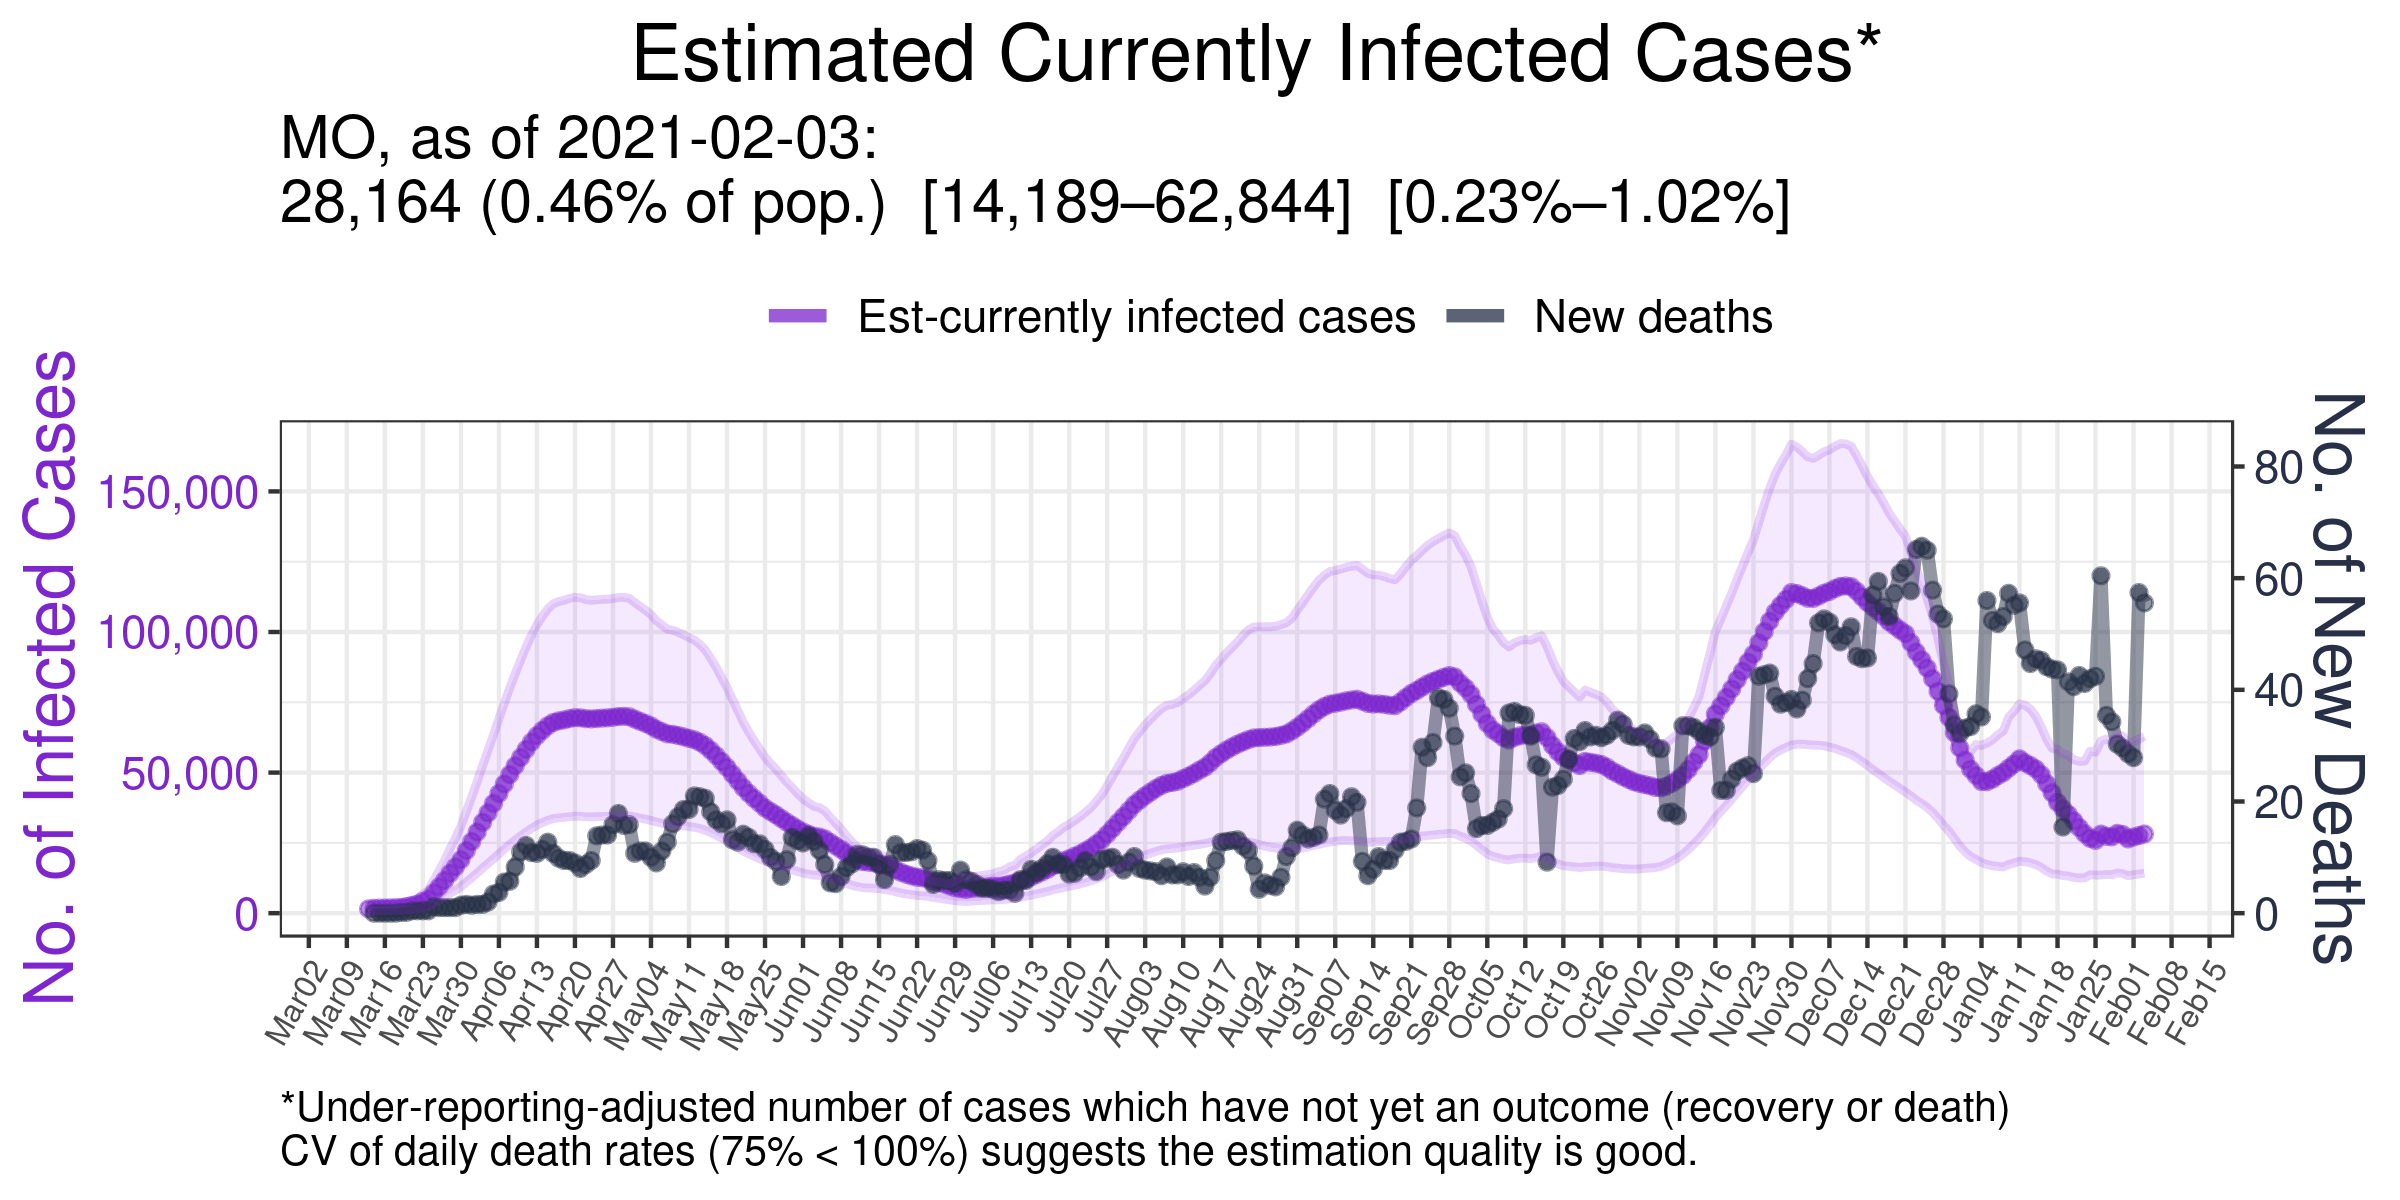 Estimated Currently Infected Cases*
MO, as of 2021-02-03:
28,164 (0.46% of pop.) [14,189–62,844] [0.23%–1.02%]
Est-currently infected cases
New deaths
No. of Infected Cases
150,000
100,000
50,000
0
80
60
40
20
0
No. of New Deaths
Mar02
Mar09
Mar16
Mar23
Mar30
Apr06
Apr13
Apr20
Apr27
May04
May11
May18
May25
Jun01
Jun08
Jun15
Jun22
Jun29
Jul06
Jul13
Jul20
Jul27
Aug03
Aug10
Aug17
Aug24
Aug31
Sep07
Sep14
Sep21
Sep28
Oct05
Oct12
Oct19
Oct26
Nov02
Nov09
Nov16
Nov23
Nov30
Dec07
Dec14
Dec21
Dec28
Jan04
Jan11
Jan18
Jan25
Feb01
Feb08
Feb15
*Under-reporting-adjusted number of cases which have not yet an outcome (recovery or death)
CV of daily death rates (75% < 100%) suggests the estimation quality is good.